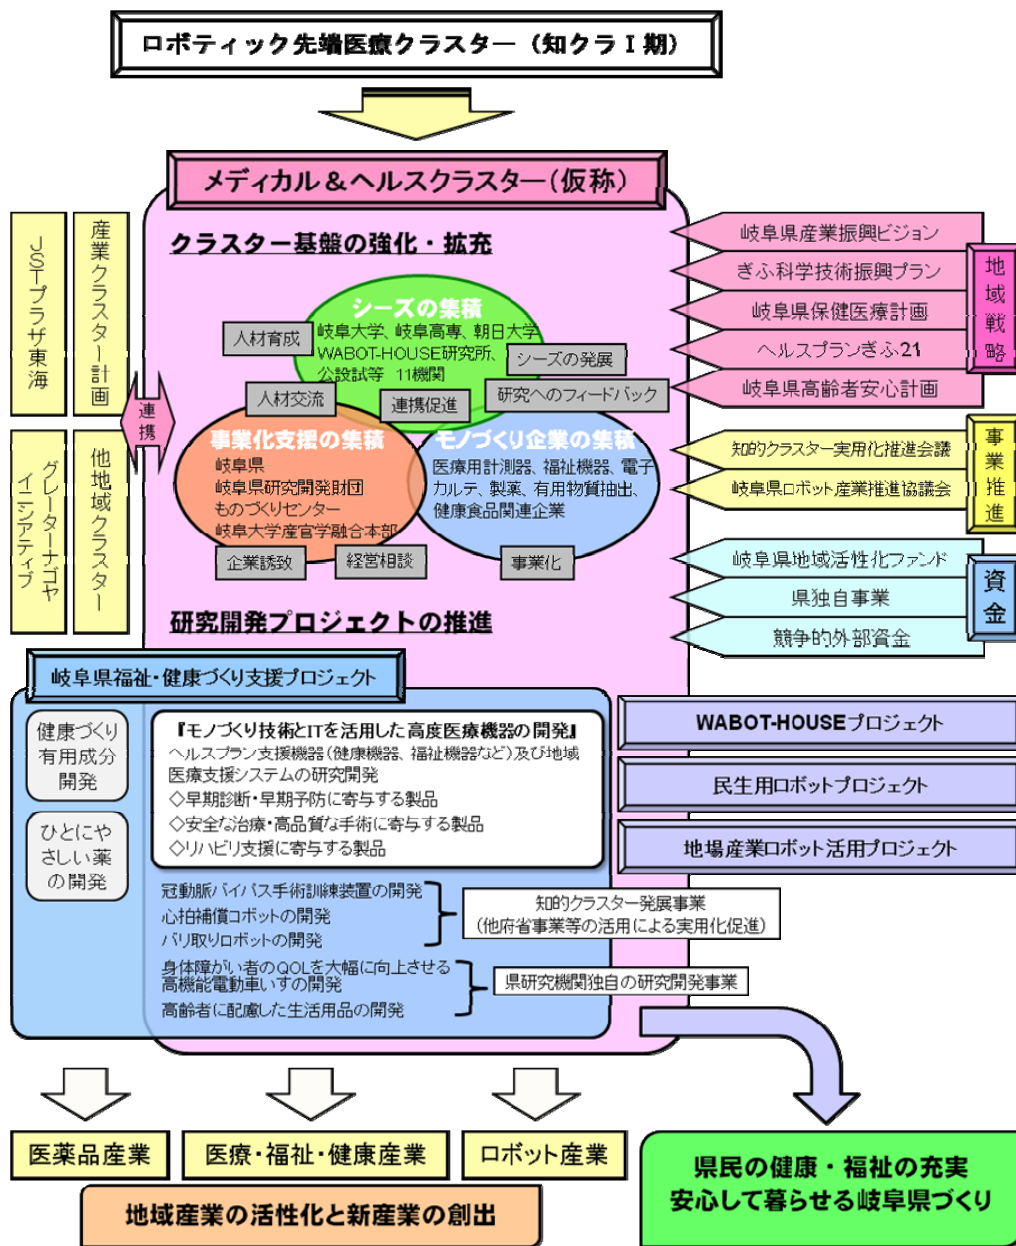 ロボティック先端医療クラスター（知クラⅠ期）
メディカル＆ヘルスクラスター(仮称)
クラスター基盤の強化・拡充
シーズの集積
岐阜大学、岐阜高専、朝日大学
WABOT-HOUSE研究所、
公設試等　11機関
人材育成
シーズの発展
人材交流
連携促進
研究へのフィードバック
事業化支援の集積
岐阜県
岐阜県研究開発財団
ものづくりセンター
岐阜大学産官学融合本部
モノづくり企業の集積
医療用計測器、福祉機器、電子
カルテ、製薬、有用物質抽出、
健康食品関連企業
企業誘致
経営相談
事業化
JSTプラザ東海
産業クラスター計画
連携
グレーターナゴヤ
イニシアティブ
他地域クラスター
岐阜県産業振興ビジョン
ぎふ科学技術振興プラン
岐阜県保健医療計画
ヘルスプランぎふ21
岐阜県高齢者安心計画
地域戦略
知的クラスター実用化推進会議
岐阜県ロボット産業推進協議会
事業推進
岐阜県地域活性化ファンド
県独自事業
競争的外部資金
資金
研究開発プロジェクトの推進
岐阜県福祉・健康づくり支援プロジェクト
健康づくり
有用成分
開発
ひとにや
さしい薬
の開発
『モノづくり技術とITを活用した高度医療機器の開発』
ヘルスプラン支援機器(健康機器、福祉機器など)及び地域
医療支援システムの研究開発
◇早期診断・早期予防に寄与する製品
◇安全な治療・高品質な手術に寄与する製品
◇リハビリ支援に寄与する製品
冠動脈バイパス手術訓練装置の開発
心拍補償ロボットの開発
バリ取りロボットの開発
知的クラスター発展事業
(他府省事業等の活用による実用化促進)
身体障がい者のQOLを大幅に向上させる
高機能電動車いすの開発
高齢者に配慮した生活用品の開発
県研究機関独自の研究開発事業
WABOT-HOUSEプロジェクト
民生用ロボットプロジェクト
地場産業ロボット活用プロジェクト
医薬品産業
医療・福祉・健康産業
ロボット産業
地域産業の活性化と新産業の創出
県民の健康・福祉の充実
安心して暮らせる岐阜県づくり